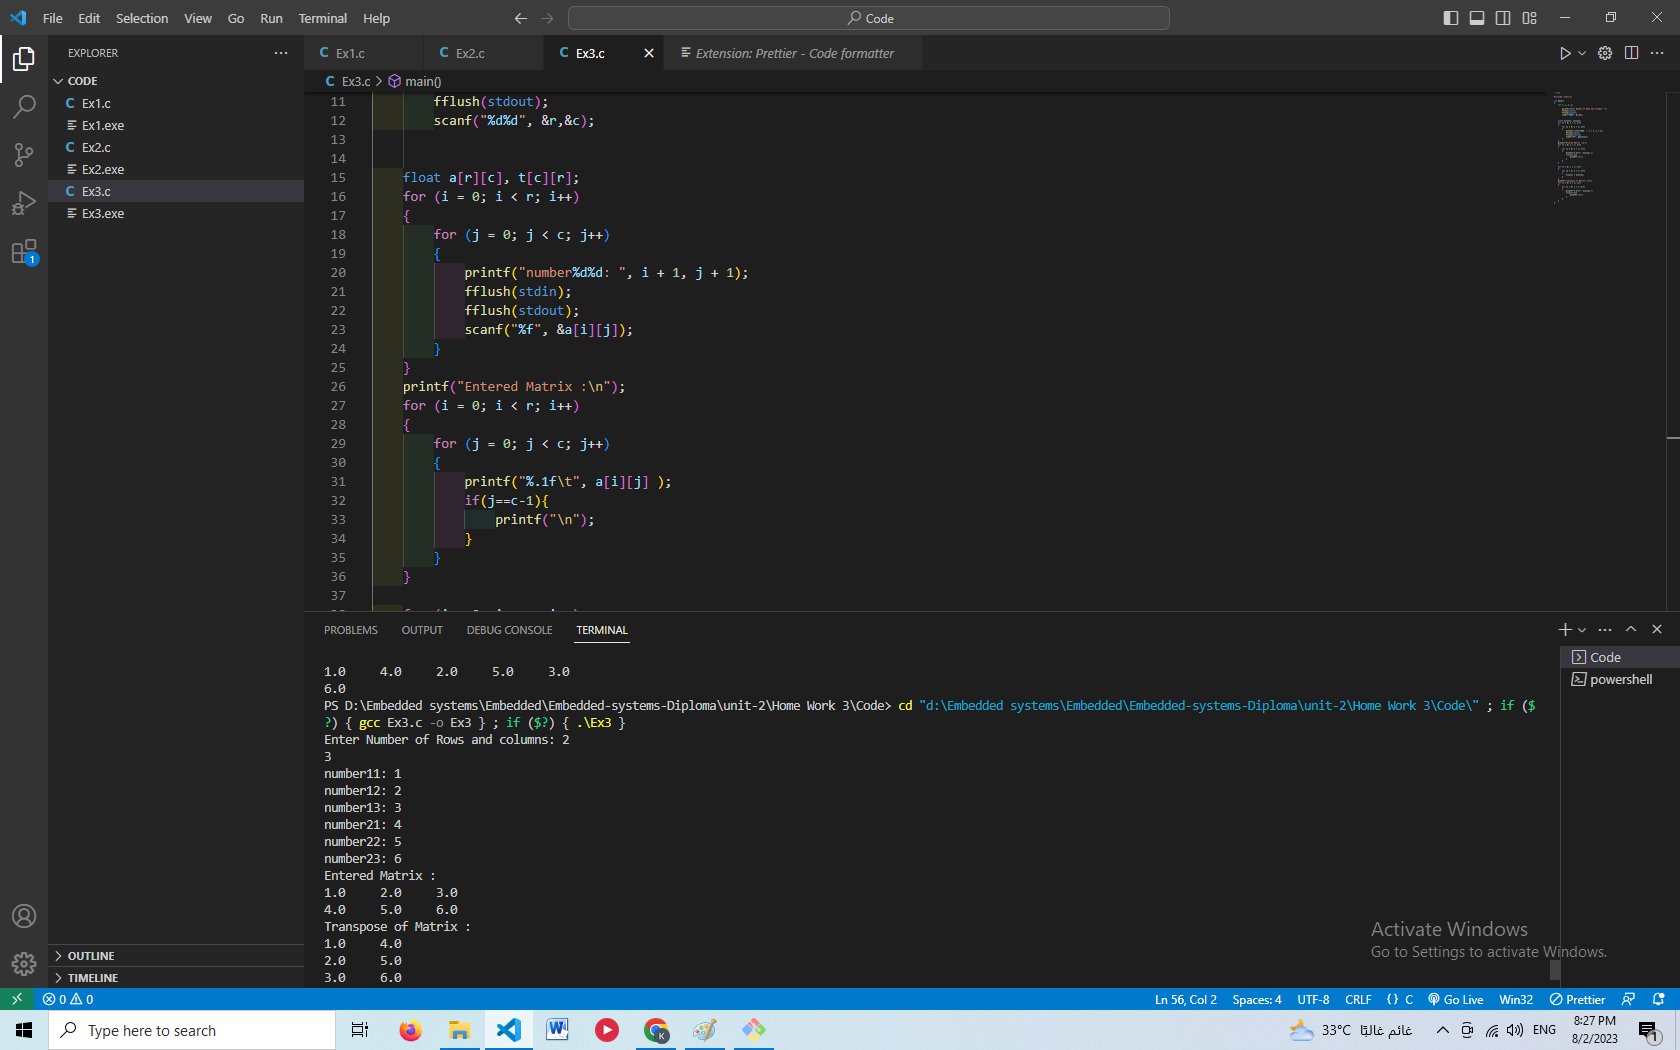 File Edit Selection View Go Run Terminal Help
Code
EXPLORER
CODE
Ex1.c
Ex1.exe
Ex2.c
Ex2.exe
Ex3.c
Ex3.exe
OUTLINE
TIMELINE
1
Ex1.c Ex2.c Ex3.c Extension: Prettier - Code formatter
Ex3.c > main()
11 fflush(stdout);
12 scanf("%d%d", &r,&c);
13
14
15 float a[r][c], t[c][r];
16 for (i = 0; i < r; i++)
17 {
18 for (j = 0; j < c; j++)
19 {
20 printf("number%d%d: ", i + 1, j + 1);
21 fflush(stdin);
22 fflush(stdout);
23 scanf("%f", &a[i][j]);
24 }
25 }
26 printf("Entered Matrix :\n");
27 for (i = 0; i < r; i++)
28 {
29 for (j = 0; j < c; j++)
30 {
31 printf("%.1f\t", a[i][j] );
32 if(j==c-1){
33 printf("\n");
34 }
35 }
36 }
37
PROBLEMS OUTPUT DEBUG CONSOLE TERMINAL
Code
powershell
1.0 4.0 2.0 5.0 3.0
6.0
PS D:\Embedded systems\Embedded\Embedded-systems-Diploma\unit-2\Home Work 3\Code> cd "d:\Embedded systems\Embedded\Embedded-systems-Diploma\unit-2\Home Work 3\Code\" ; if ($
?) { gcc Ex3.c -o Ex3 } ; if ($?) { .\Ex3 }
Enter Number of Rows and columns: 2
3
number11: 1
number12: 2
number13: 3
number21: 4
number22: 5
number23: 6
Entered Matrix :
1.0 2.0 3.0
4.0 5.0 6.0
Transpose of Matrix :
1.0 4.0
2.0 5.0
3.0 6.0
Activate Windows
Go to Settings to activate Windows.
0 0 Ln 56, Col 2 Spaces: 4 UTF-8 CRLF {} C Go Live Win32 Prettier
Type here to search
33°C غائم غالبًا ENG
8:27 PM
8/2/2023
1